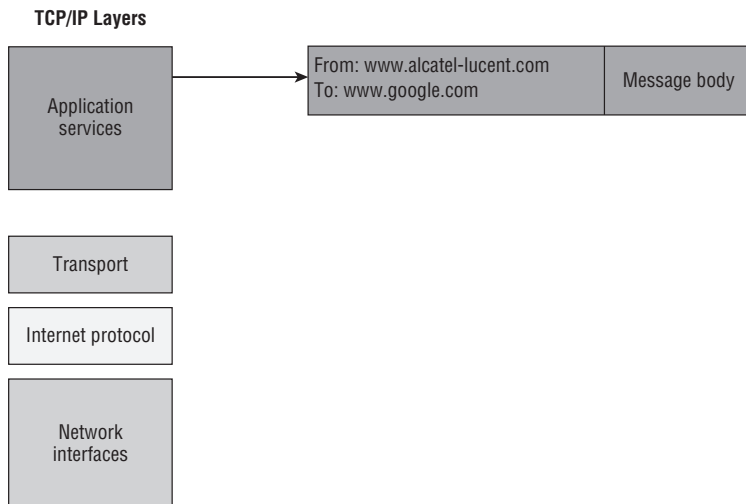 TCP/IP Layers
Application
services
From: www.alcatel-lucent.com
To: www.google.com
Message body
Transport
Internet protocol
Network
interfaces